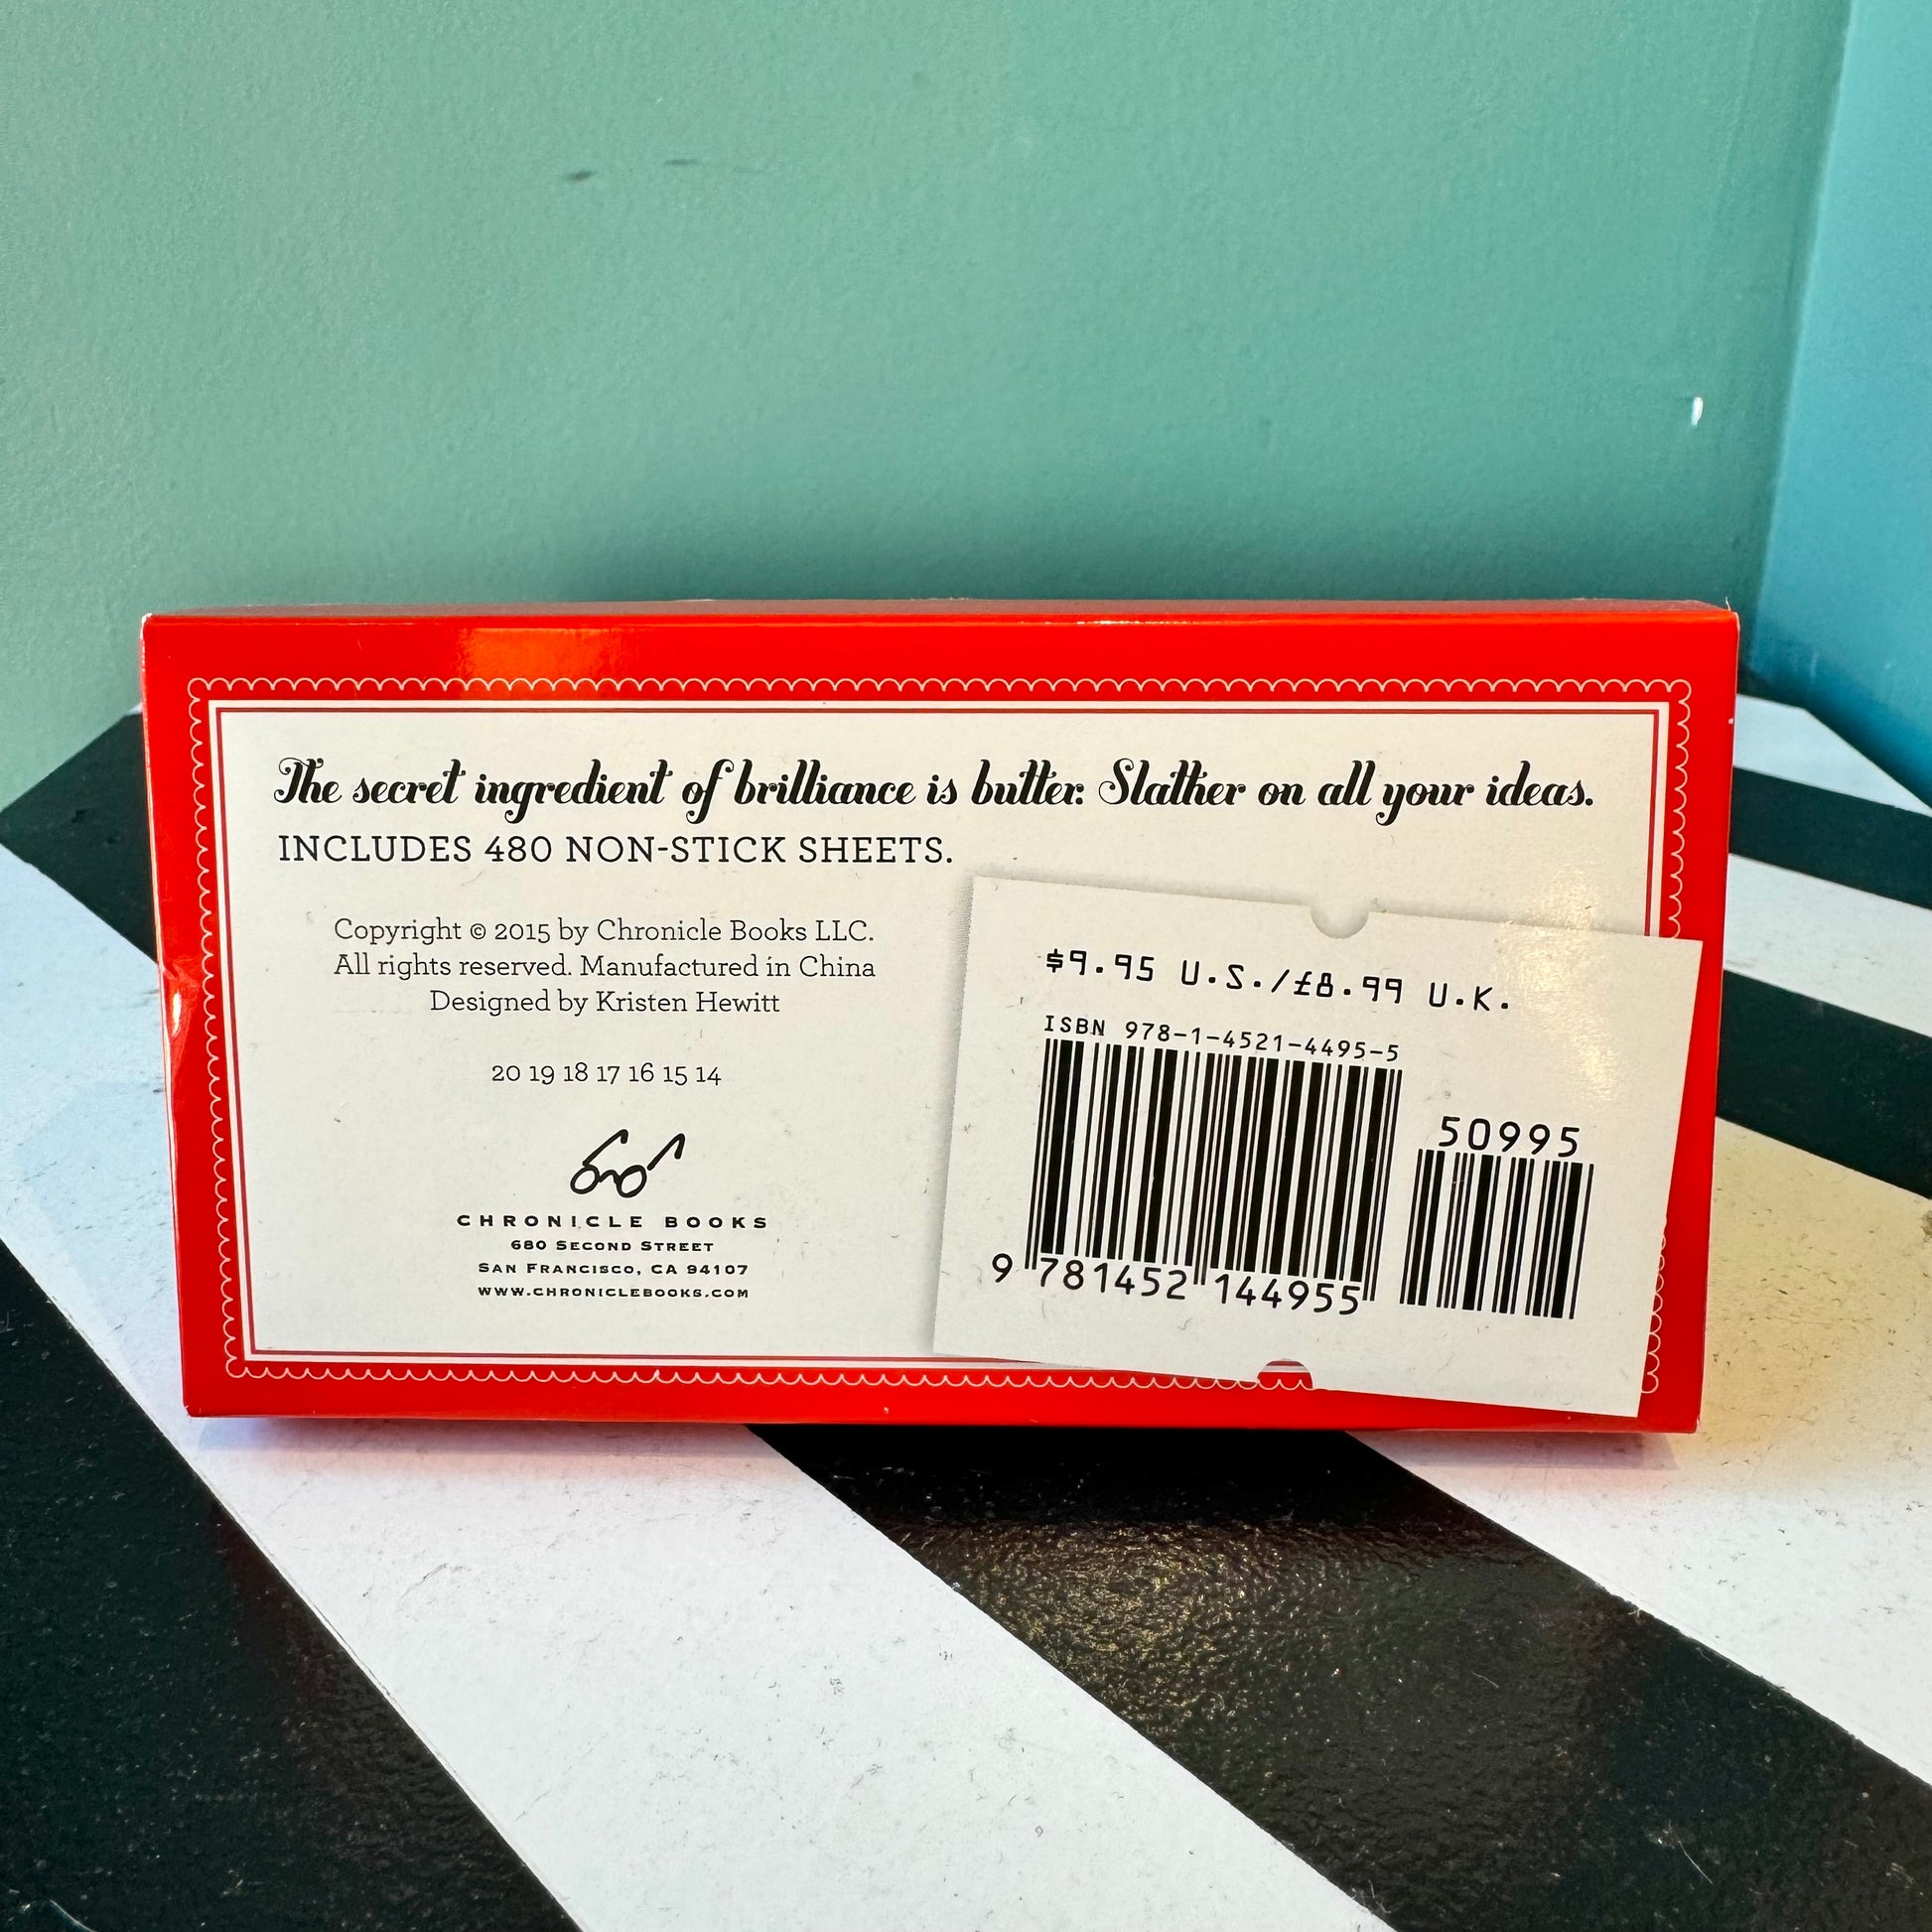 The secret ingredient of brilliance is butter. Slather on all your ideas.
INCLUDES 480 NON-STICK SHEETS.
Copyright © 2015 by Chronicle Books LLC.
All rights reserved. Manufactured in China
Designed by Kristen Hewitt
20 19 18 17 16 15 14
CHRONICLE BOOKS
680 SECOND STREET
SAN FRANCISCO, CA 94107
WWW.CHRONICLEBOOKS.COM
$9.95 U.S./£8.99 U.K.
ISBN 978-1-4521-4495-5
50995
9 781452 144955